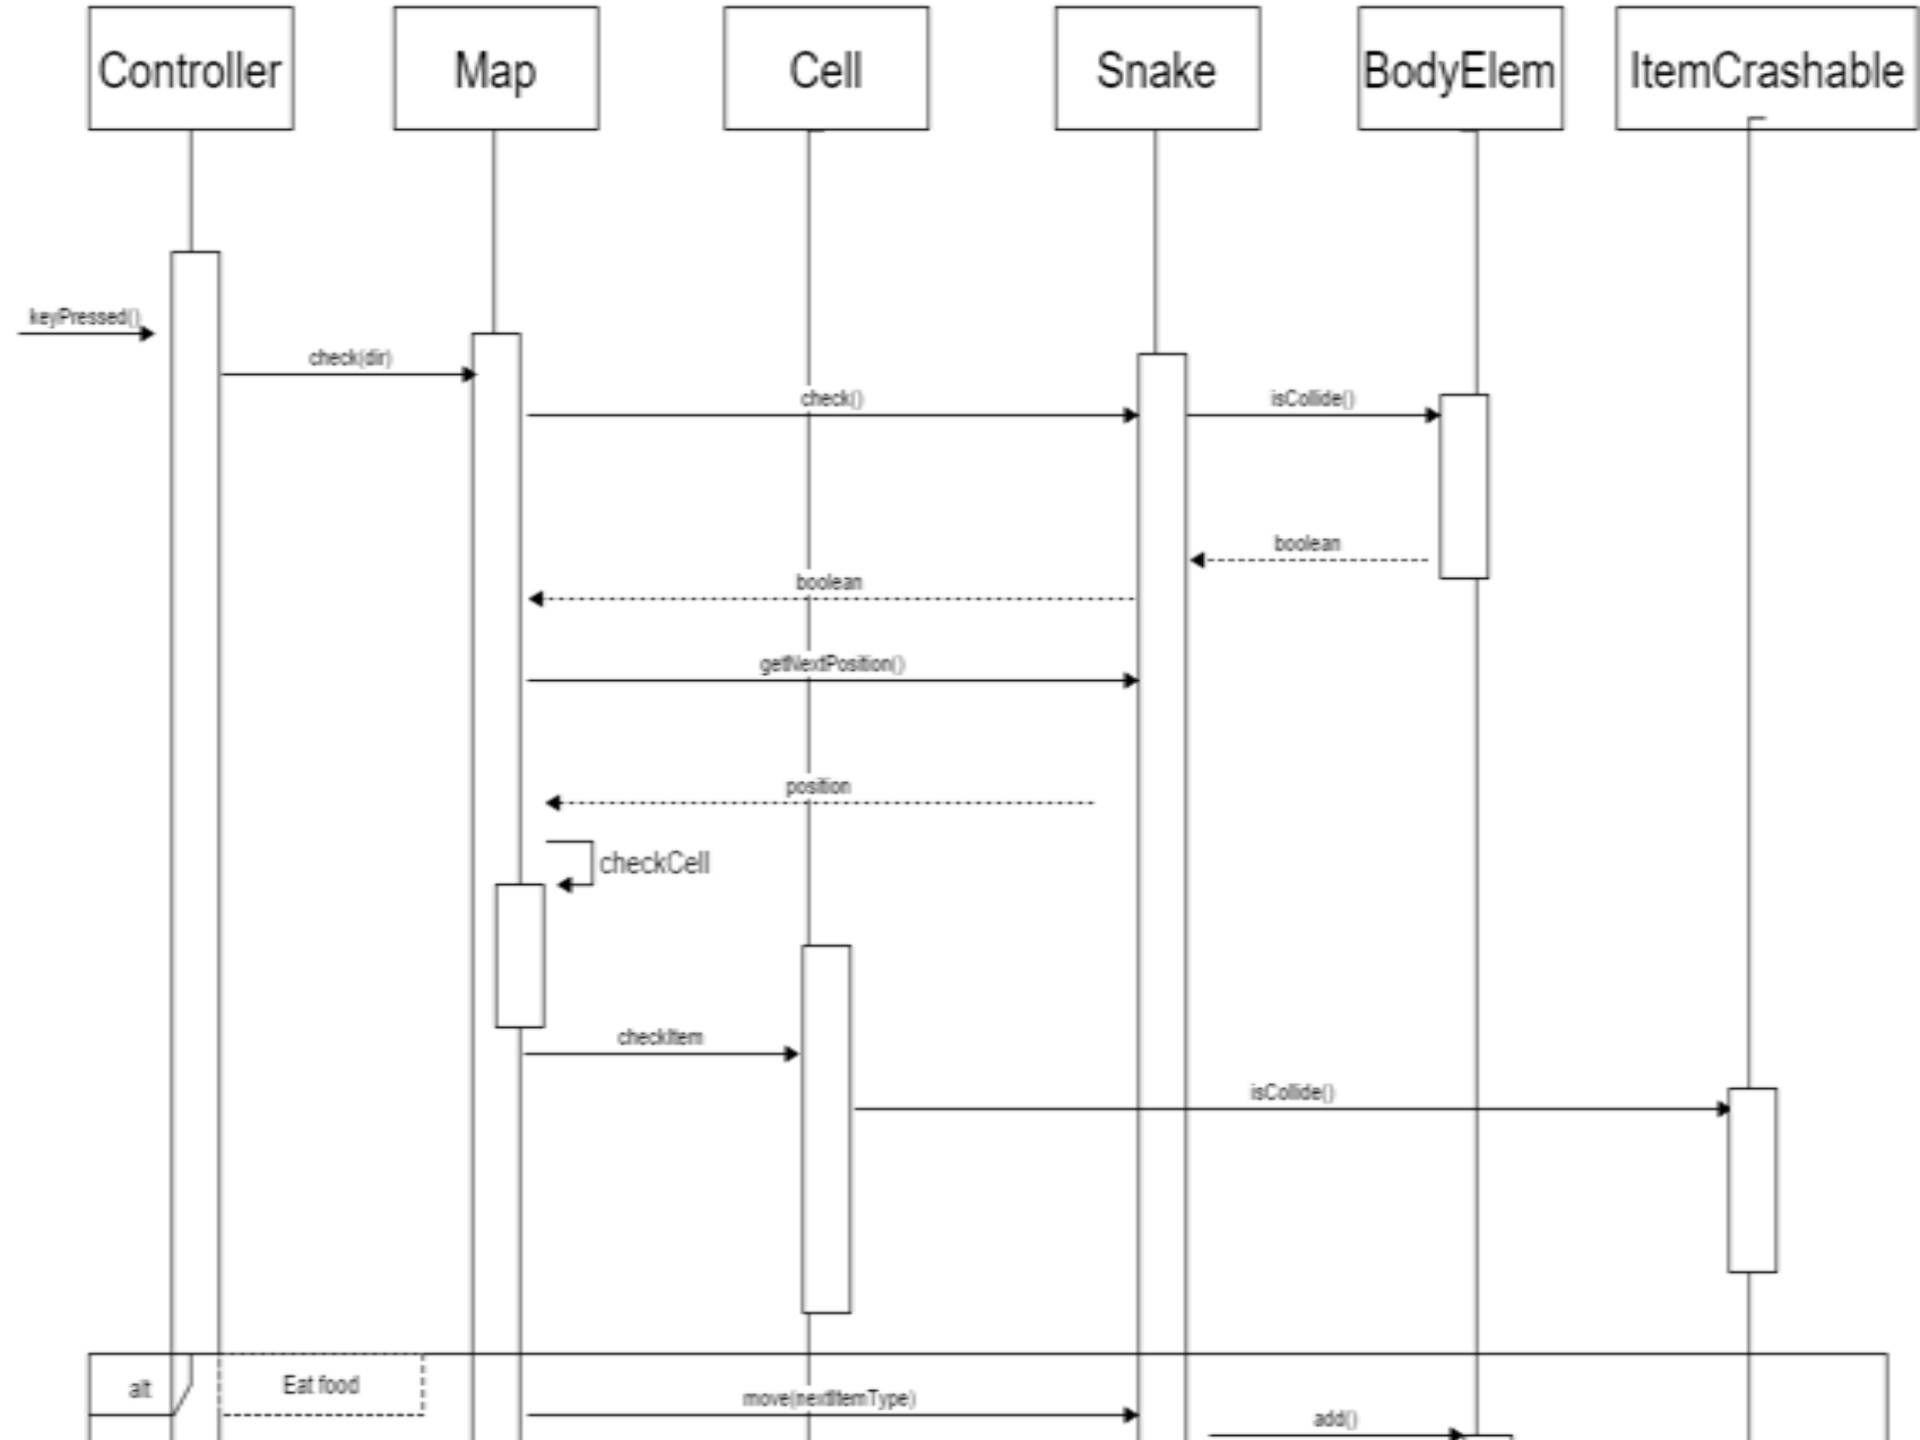 Controller
Map
Cell
Snake
BodyElem
ItemCrashable
keyPressed()
check(dir)
check()
isCollide()
boolean
boolean
getNextPosition()
position
checkCell
checkItem
isCollide()
alt
Eat food
move(nextItemType)
add()